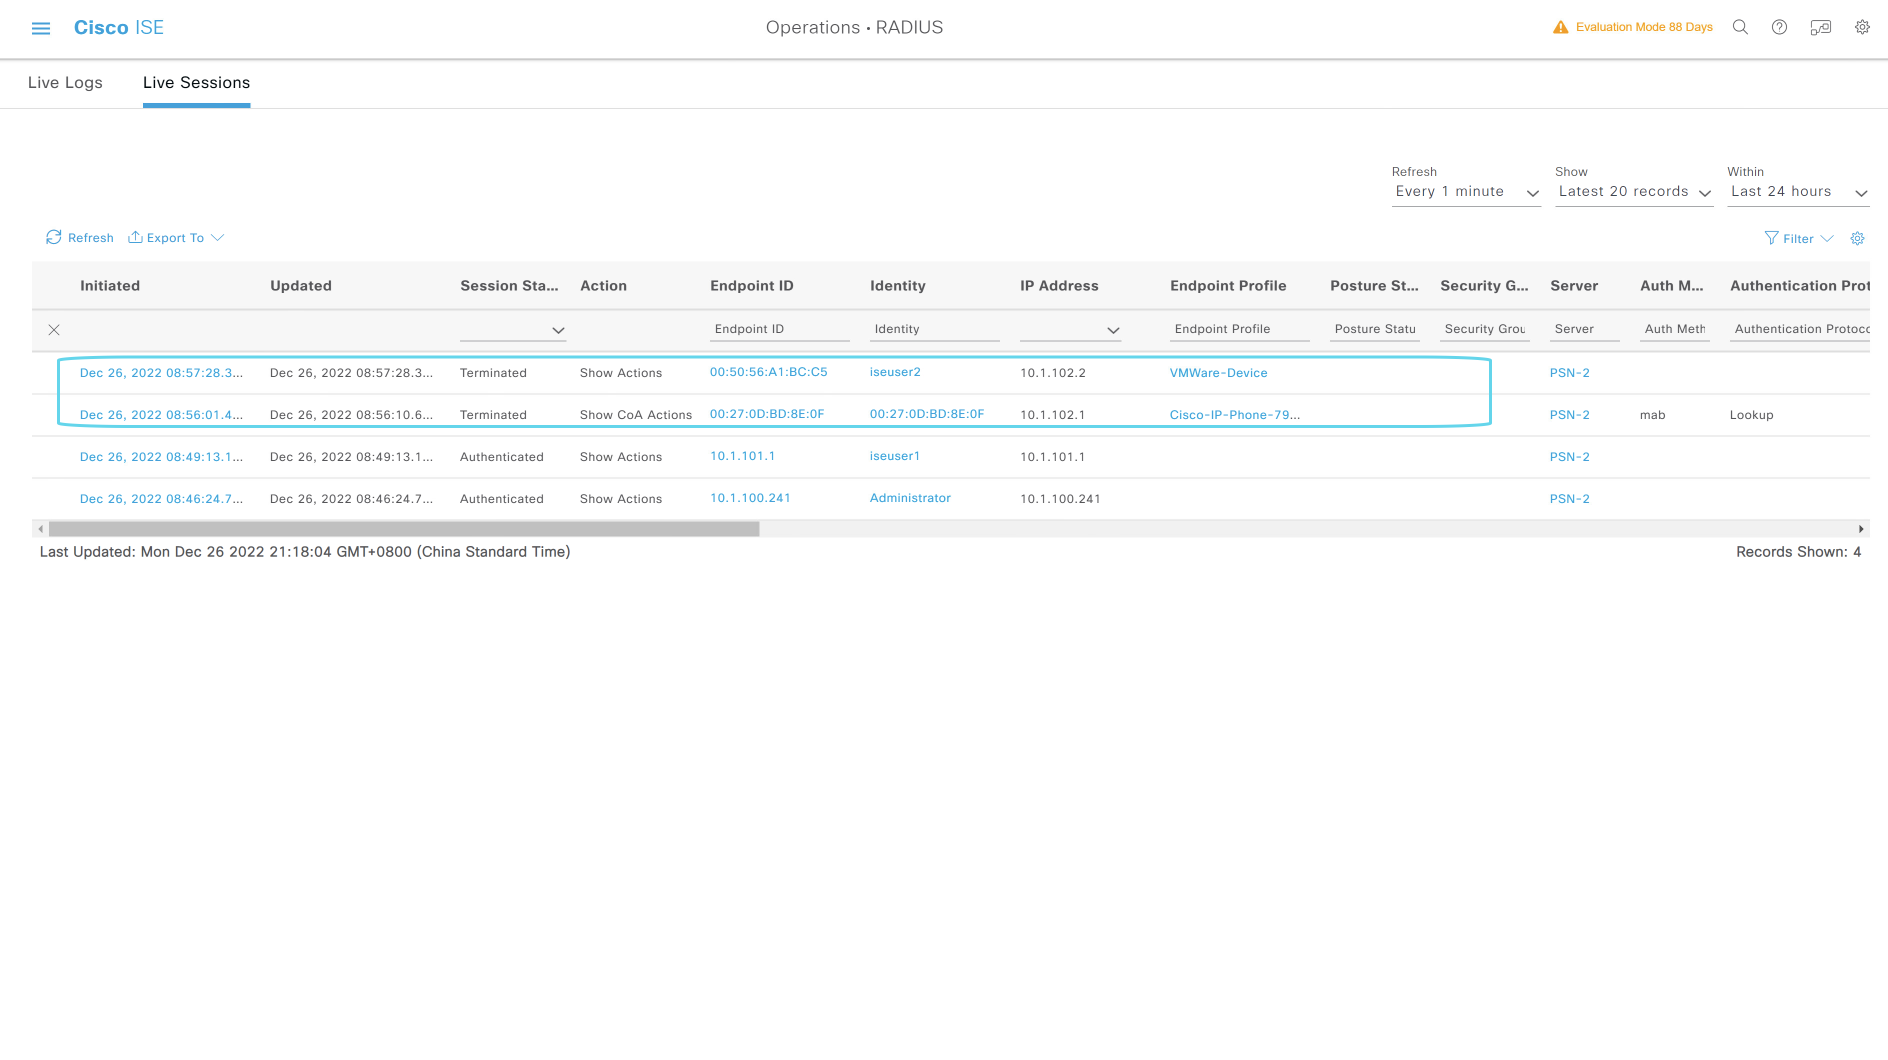 Cisco ISE
Operations • RADIUS
Evaluation Mode 88 Days
Live Logs
Live Sessions
Refresh
Every 1 minute
Show
Latest 20 records
Within
Last 24 hours
Refresh
Export To
Filter
Initiated Updated Session Sta... Action Endpoint ID Identity IP Address Endpoint Profile Posture St... Security G... Server Auth M... Authentication Prot
Endpoint ID Identity Endpoint Profile Posture Statu Security Grou Server Auth Meth Authentication Protoco
Dec 26, 2022 08:57:28.3... Dec 26, 2022 08:57:28.3... Terminated Show Actions 00:50:56:A1:BC:C5 iseuser2 10.1.102.2 VMWare-Device PSN-2
Dec 26, 2022 08:56:01.4... Dec 26, 2022 08:56:10.6... Terminated Show CoA Actions 00:27:0D:BD:8E:0F 00:27:0D:BD:8E:0F 10.1.102.1 Cisco-IP-Phone-79... PSN-2 mab Lookup
Dec 26, 2022 08:49:13.1... Dec 26, 2022 08:49:13.1... Authenticated Show Actions 10.1.101.1 iseuser1 10.1.101.1 PSN-2
Dec 26, 2022 08:46:24.7... Dec 26, 2022 08:46:24.7... Authenticated Show Actions 10.1.100.241 Administrator 10.1.100.241 PSN-2
Last Updated: Mon Dec 26 2022 21:18:04 GMT+0800 (China Standard Time)
Records Shown: 4